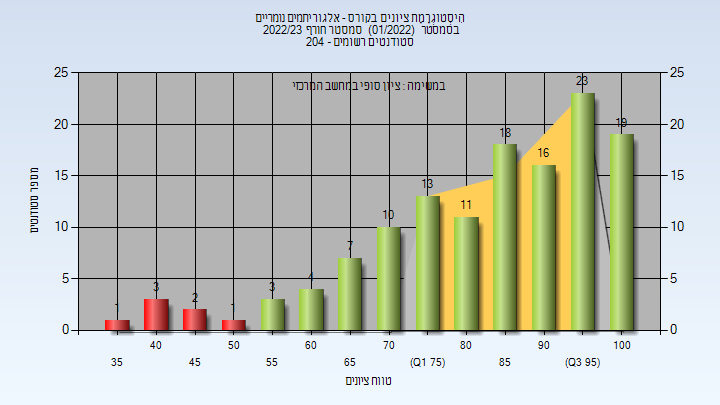 היסטוגרמת ציונים בקורס - אלגוריתמים נומריים
בסמסטר (01/2022) סמסטר חורף 2022/23
סטודנטים רשומים - 204
במשימה : ציון סופי במחשב המרכזי
25 25
23
20 20
19
18
16
15 15
13
11
10 10 10
7
5 5
4
3 3
2
1 1
0 0
40 50 60 70 80 90 100
35 45 55 65 (Q1 75) 85 (Q3 95)
מספר סטודנטים
טווח ציונים